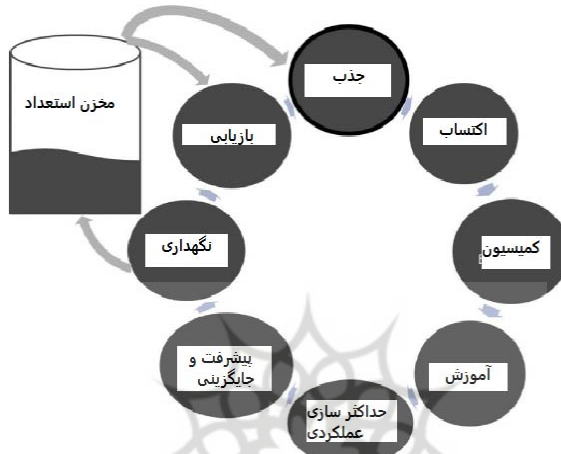 جذب
مخزن استعداد
اکتساب
بازیابی
کمیسیون
نگهداری
پیشرفت و
جایگزینی
آموزش
حداکثر سازی
عملکردی